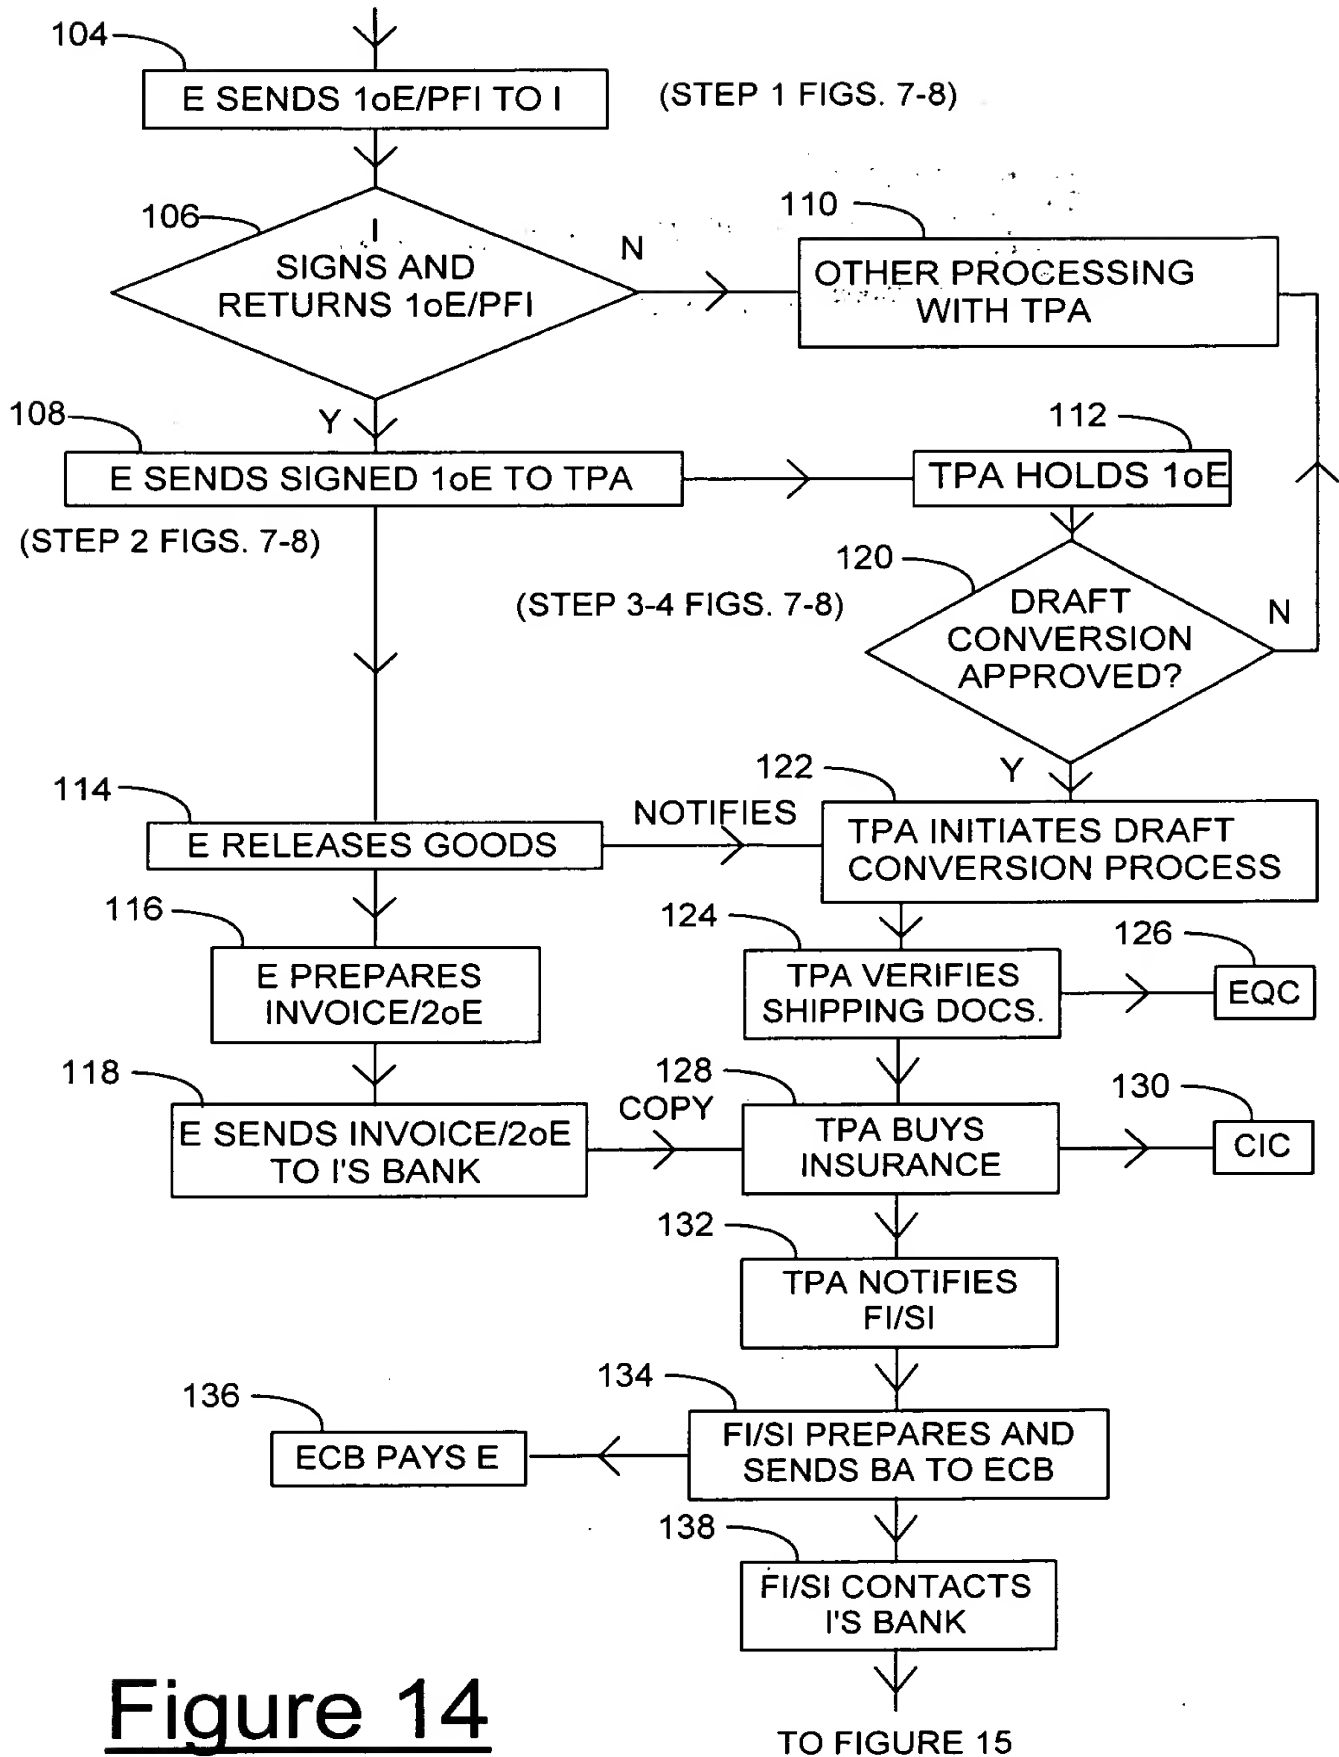 104
E SENDS 1oE/PFI TO I
(STEP 1 FIGS. 7-8)
106
I
SIGNS AND
RETURNS 1oE/PFI
N
110
OTHER PROCESSING
WITH TPA
Y
108
E SENDS SIGNED 1oE TO TPA
(STEP 2 FIGS. 7-8)
112
TPA HOLDS 1oE
(STEP 3-4 FIGS. 7-8)
120
DRAFT
CONVERSION
APPROVED?
N
Y
114
E RELEASES GOODS
NOTIFIES
122
TPA INITIATES DRAFT
CONVERSION PROCESS
116
E PREPARES
INVOICE/2oE
124
TPA VERIFIES
SHIPPING DOCS.
126
EQC
118
E SENDS INVOICE/2oE
TO I'S BANK
COPY
128
TPA BUYS
INSURANCE
130
CIC
132
TPA NOTIFIES
FI/SI
134
FI/SI PREPARES AND
SENDS BA TO ECB
136
ECB PAYS E
138
FI/SI CONTACTS
I'S BANK
Figure 14
TO FIGURE 15